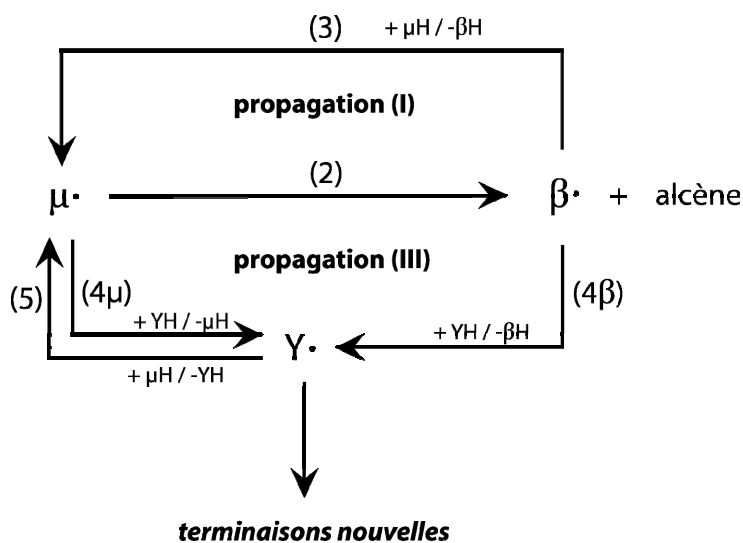 (3) + μH / -βH
propagation (I)
(2)
μ· β· + alcène
propagation (III)
(5) (4μ) (4β)
+ YH / -μH + YH / -βH
Y·
+ μH / -YH
terminaisons nouvelles